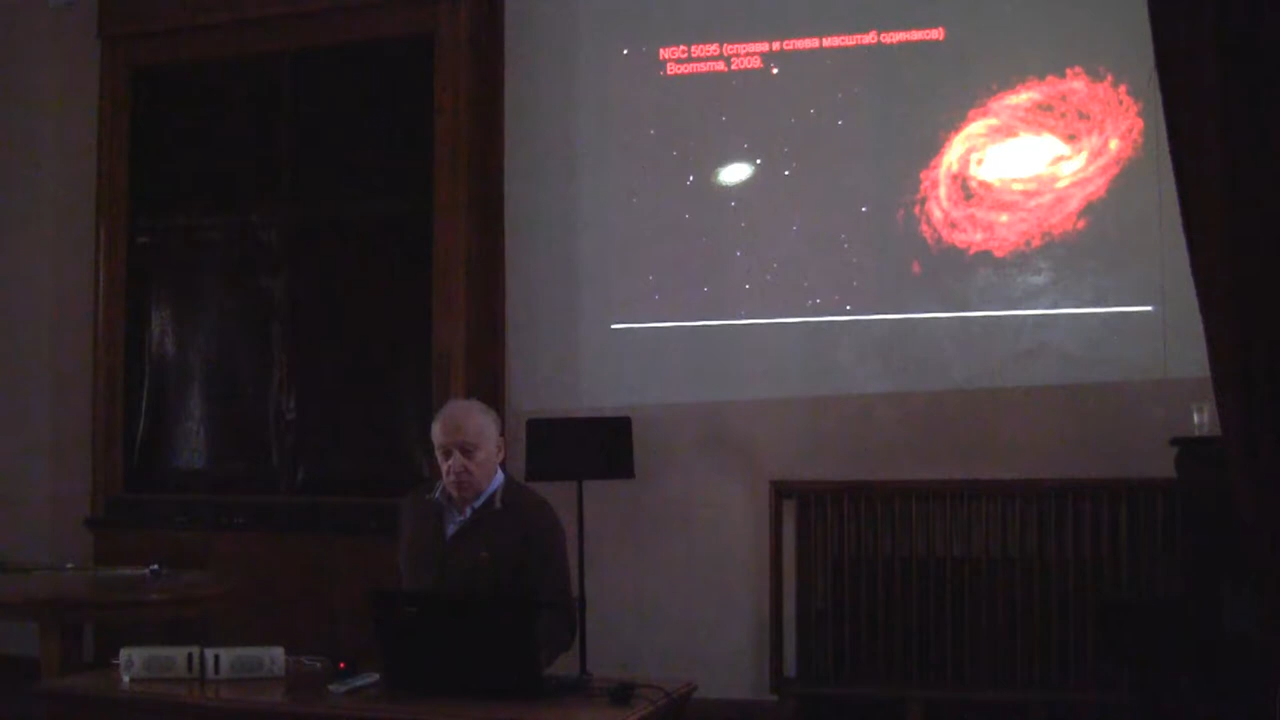 NGC 5055 (справа и слева масштаб одинаков)
Boomsma, 2009.